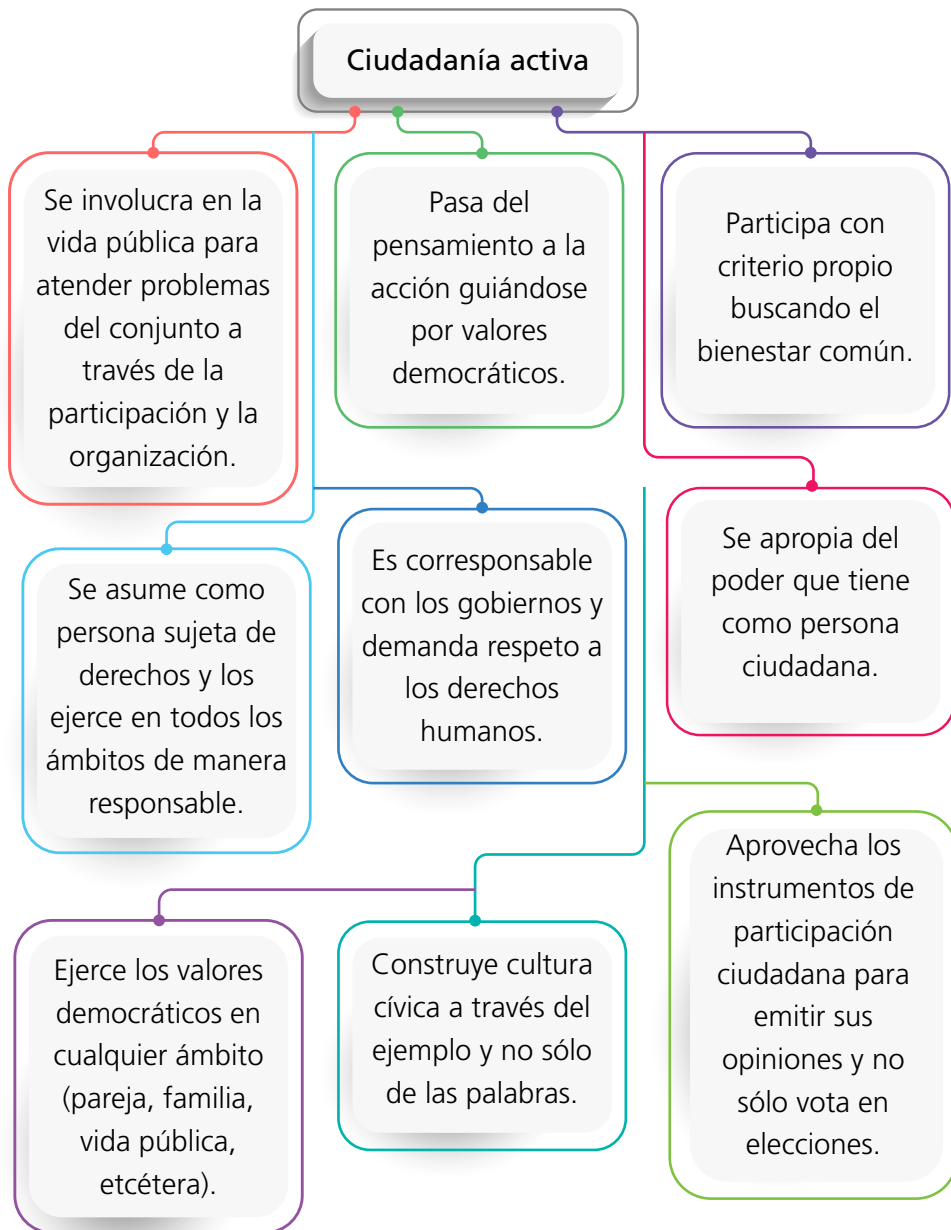 Ciudadanía activa
Se involucra en la
vida pública para
atender problemas
del conjunto a
través de la
participación y la
organización.
Pasa del
pensamiento a la
acción guiándose
por valores
democráticos.
Participa con
criterio propio
buscando el
bienestar común.
Se asume como
persona sujeta de
derechos y los
ejerce en todos los
ámbitos de manera
responsable.
Es corresponsable
con los gobiernos y
demanda respeto a
los derechos
humanos.
Se apropia del
poder que tiene
como persona
ciudadana.
Ejerce los valores
democráticos en
cualquier ámbito
(pareja, familia,
vida pública,
etcétera).
Construye cultura
cívica a través del
ejemplo y no sólo
de las palabras.
Aprovecha los
instrumentos de
participación
ciudadana para
emitir sus
opiniones y no
sólo vota en
elecciones.